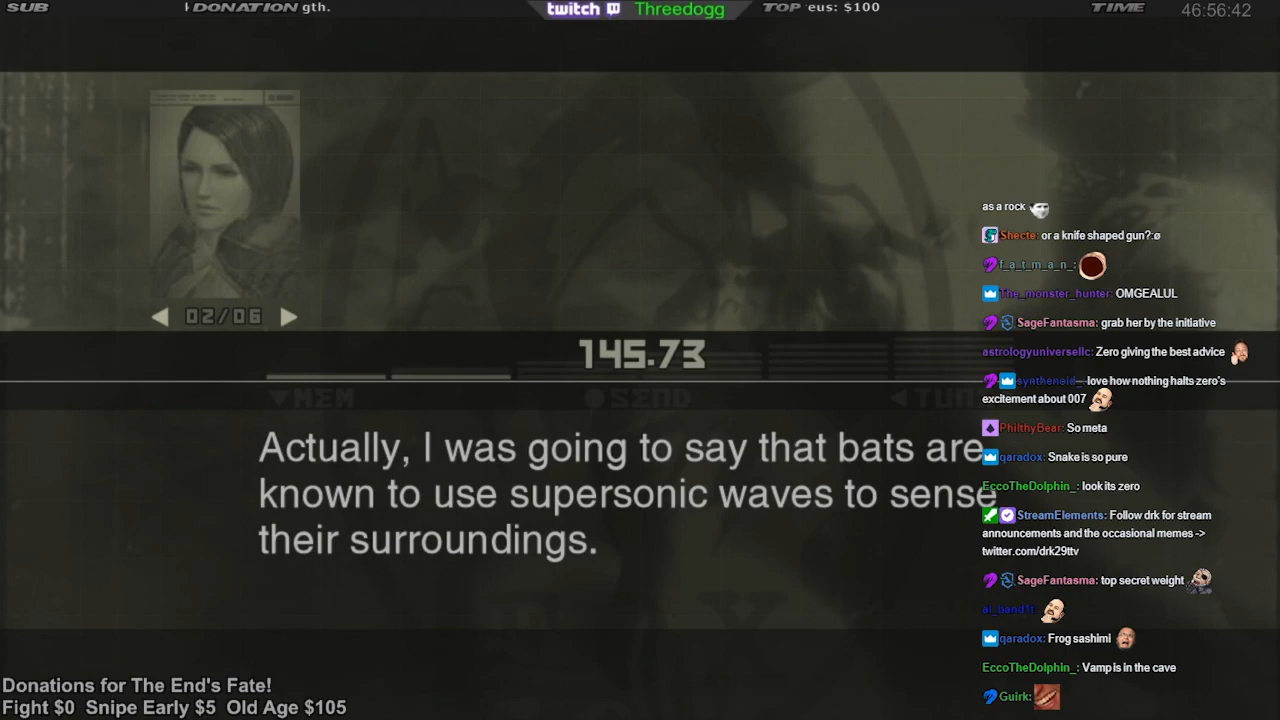 SUB
DONATION gth.
twitch Threedogg
TOP eus: $100
TIME 46:56:42
02/06
145.73
MEM
SEND
TUN
Actually, I was going to say that bats are
known to use supersonic waves to sense
their surroundings.
as a rock
Shecte: or a knife shaped gun?:ø
f_a_t_m_a_n_:
The_monster_hunter: OMGEALUL
SageFantasma: grab her by the initiative
astrologyuniversellc: Zero giving the best advice
synthenoid_: love how nothing halts zero's
excitement about 007
PhilthyBear: So meta
qaradox: Snake is so pure
EccoTheDolphin_: look its zero
StreamElements: Follow drk for stream
announcements and the occasional memes ->
twitter.com/drk29ttv
SageFantasma: top secret weight
al_band1t:
qaradox: Frog sashimi
EccoTheDolphin_: Vamp is in the cave
Guirk:
Donations for The End's Fate!
Fight $0 Snipe Early $5 Old Age $105